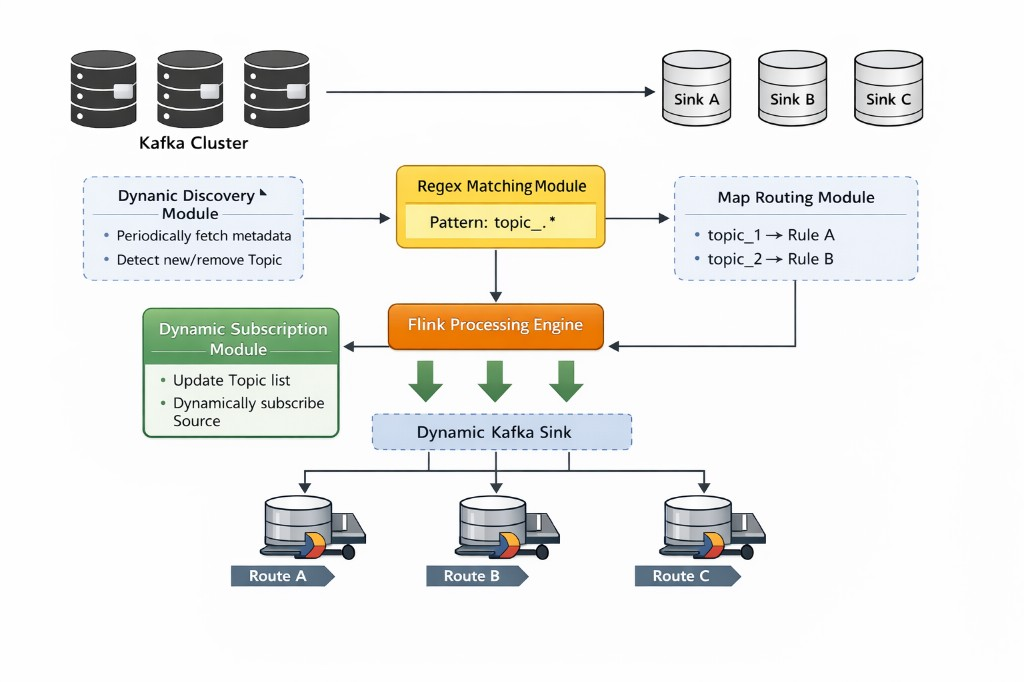 Sink A
Sink B
Sink C
Kafka Cluster
Dynanic Discovery
Module
• Periodically fetch metadata
• Detect new/remove Topic
Regex Matching Module
Pattern: topic_.*
Map Routing Module
• topic_1 → Rule A
• topic_2 → Rule B
Dynamic Subscription
Module
• Update Topic list
• Dynamically subscribe
Source
Flink Processing Engine
Dynamic Kafka Sink
Route A
Route B
Route C